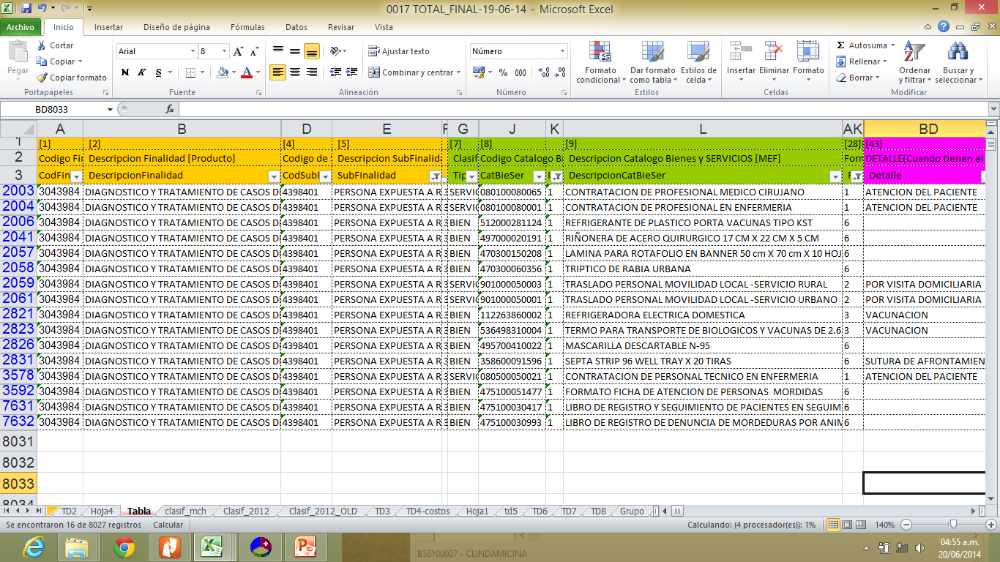 0017 TOTAL_FINAL-19-06-14 - Microsoft Excel
Archivo Inicio Insertar Diseño de página Fórmulas Datos Revisar Vista
Pegar Cortar Copiar Copiar formato Portapapeles
Arial 8 N K S Fuente
Ajustar texto Combinar y centrar Alineación
Número % 000 Número
Formato condicional Dar formato como tabla Estilos de celda Estilos
Insertar Eliminar Formato Celdas
Autosuma Rellenar Borrar Ordenar y filtrar Buscar y seleccionar Modificar
BD8033 fx
A B D E F G J K L AK BD
1 [1] [2] [4] [5] [7] [8] [9] [28] [43]
2 Codigo Fi Descripcion Finalidad [Producto] Codigo de S Descripcion SubFinalida Clasif Codigo Catalogo B Descripcion Catalogo Bienes y SERVICIOS [MEF] Forn DETALLE(Cuando tienen el
3 CodFin DescripcionFinalidad CodSubl SubFinalidad Tip CatBieSer DescripcionCatBieSer Detalle
2003 3043984 DIAGNOSTICO Y TRATAMIENTO DE CASOS D 4398401 PERSONA EXPUESTA A R 3 SERVIC 080100080065 1 CONTRATACION DE PROFESIONAL MEDICO CIRUJANO 1 ATENCION DEL PACIENTE
2004 3043984 DIAGNOSTICO Y TRATAMIENTO DE CASOS D 4398401 PERSONA EXPUESTA A R 3 SERVIC 080100080001 1 CONTRATACION DE PROFESIONAL EN ENFERMERIA 1 ATENCION DEL PACIENTE
2006 3043984 DIAGNOSTICO Y TRATAMIENTO DE CASOS D 4398401 PERSONA EXPUESTA A R 3 BIEN 512000281124 1 REFRIGERANTE DE PLASTICO PORTA VACUNAS TIPO KST 6
2041 3043984 DIAGNOSTICO Y TRATAMIENTO DE CASOS D 4398401 PERSONA EXPUESTA A R 3 BIEN 497000020191 1 RIÑONERA DE ACERO QUIRURGICO 17 CM X 22 CM X 5 CM 6
2057 3043984 DIAGNOSTICO Y TRATAMIENTO DE CASOS D 4398401 PERSONA EXPUESTA A R 3 BIEN 470300150208 1 LAMINA PARA ROTAFOLIO EN BANNER 50 cm X 70 cm X 10 HOJ 6
2058 3043984 DIAGNOSTICO Y TRATAMIENTO DE CASOS D 4398401 PERSONA EXPUESTA A R 3 BIEN 470300060356 1 TRIPTICO DE RABIA URBANA 6
2059 3043984 DIAGNOSTICO Y TRATAMIENTO DE CASOS D 4398401 PERSONA EXPUESTA A R 3 SERVIC 901000050003 1 TRASLADO PERSONAL MOVILIDAD LOCAL -SERVICIO RURAL 2 POR VISITA DOMICILIARIA
2061 3043984 DIAGNOSTICO Y TRATAMIENTO DE CASOS D 4398401 PERSONA EXPUESTA A R 3 SERVIC 901000050001 1 TRASLADO PERSONAL MOVILIDAD LOCAL -SERVICIO URBANO 2 POR VISITA DOMICILIARIA
2821 3043984 DIAGNOSTICO Y TRATAMIENTO DE CASOS D 4398401 PERSONA EXPUESTA A R 3 BIEN 112263860002 1 REFRIGERADORA ELECTRICA DOMESTICA 3 VACUNACION
2823 3043984 DIAGNOSTICO Y TRATAMIENTO DE CASOS D 4398401 PERSONA EXPUESTA A R 3 BIEN 536498310004 1 TERMO PARA TRANSPORTE DE BIOLOGICOS Y VACUNAS DE 2.6 3 VACUNACION
2826 3043984 DIAGNOSTICO Y TRATAMIENTO DE CASOS D 4398401 PERSONA EXPUESTA A R 3 BIEN 495700410022 1 MASCARILLA DESCARTABLE N-95 6
2831 3043984 DIAGNOSTICO Y TRATAMIENTO DE CASOS D 4398401 PERSONA EXPUESTA A R 3 BIEN 358600091596 1 SEPTA STRIP 96 WELL TRAY X 20 TIRAS 6 SUTURA DE AFRONTAMIEN
3578 3043984 DIAGNOSTICO Y TRATAMIENTO DE CASOS D 4398401 PERSONA EXPUESTA A R 3 SERVIC 080500050021 1 CONTRATACION DE PERSONAL TECNICO EN ENFERMERIA 1 ATENCION DEL PACIENTE
3592 3043984 DIAGNOSTICO Y TRATAMIENTO DE CASOS D 4398401 PERSONA EXPUESTA A R 3 BIEN 475100051477 1 FORMATO FICHA DE ATENCION DE PERSONAS MORDIDAS 6
7631 3043984 DIAGNOSTICO Y TRATAMIENTO DE CASOS D 4398401 PERSONA EXPUESTA A R 3 BIEN 475100030417 1 LIBRO DE REGISTRO Y SEGUIMIENTO DE PACIENTES EN SEGUIM 6
7632 3043984 DIAGNOSTICO Y TRATAMIENTO DE CASOS D 4398401 PERSONA EXPUESTA A R 3 BIEN 475100030993 1 LIBRO DE REGISTRO DE DENUNCIA DE MORDEDURAS POR ANIM 6
8031
8032
8033
8034
TD2 Hoja4 Tabla clasif_mch Clasif_2012 Clasif_2012_OLD TD3 TD4-costos Hoja1 td5 TD6 TD7 TD8 Grupo
Se encontraron 16 de 8027 registros Calcular Calculando: (4 procesador(es)): 1% 140%
B58100007 - CLINDAMICINA
04:55 a.m.
20/06/2014